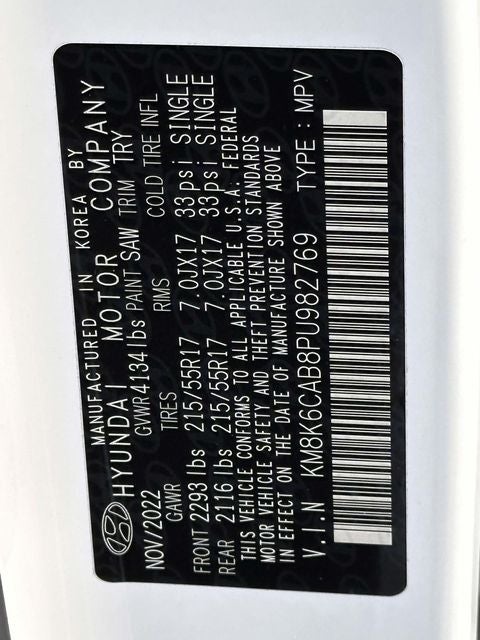 MANUFACTURED IN KOREA BY
HYUNDAI MOTOR COMPANY
NOV/2022 GVWR 4134 lbs PAINT SAW TRIM TRY
GAWR TIRES RIMS COLD TIRE INFL
FRONT 2293 lbs 215/55R17 7.0JX17 33psi SINGLE
REAR 2116 lbs 215/55R17 7.0JX17 33psi SINGLE
THIS VEHICLE CONFORMS TO ALL APPLICABLE U.S.A. FEDERAL
MOTOR VEHICLE SAFETY AND THEFT PREVENTION STANDARDS
IN EFFECT ON THE DATE OF MANUFACTURE SHOWN ABOVE
V.I.N KM8K6CAB8PU982769 TYPE : MPV